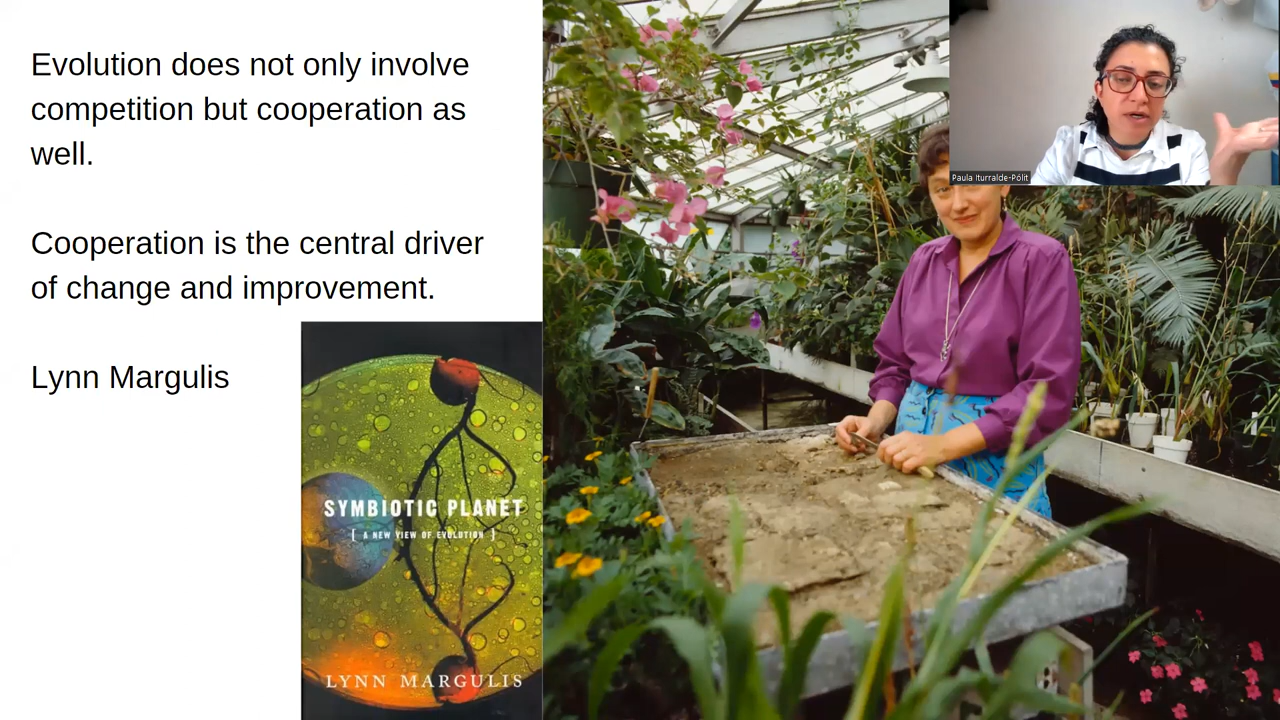 Evolution does not only involve
competition but cooperation as
well.
Cooperation is the central driver
of change and improvement.
Lynn Margulis
SYMBIOTIC PLANET
[ A NEW VIEW OF EVOLUTION ]
LYNN MARGULIS
Paula Iturralde-Pólit